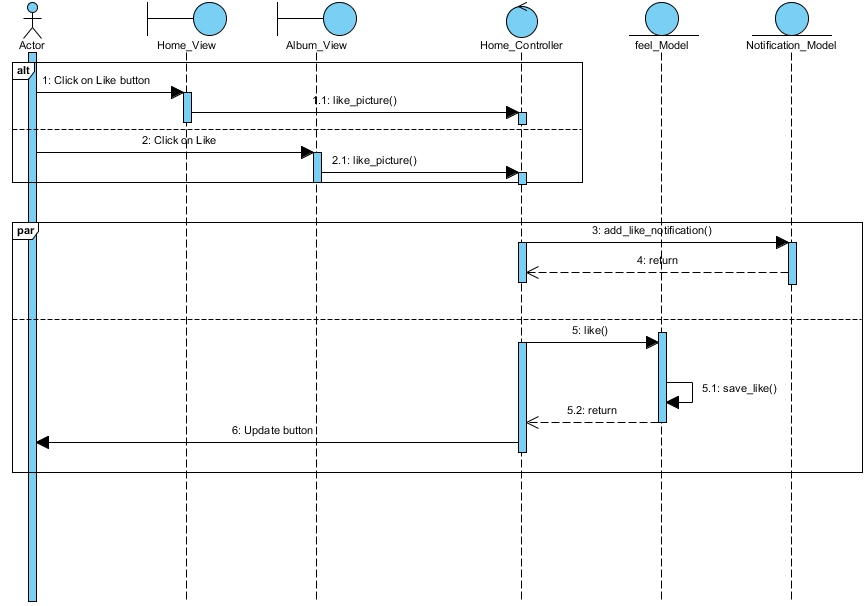 Actor
Home_View
Album_View
Home_Controller
feel_Model
Notification_Model
alt
1: Click on Like button
1.1: like_picture()
2: Click on Like
2.1: like_picture()
par
3: add_like_notification()
4: return
5: like()
5.1: save_like()
5.2: return
6: Update button